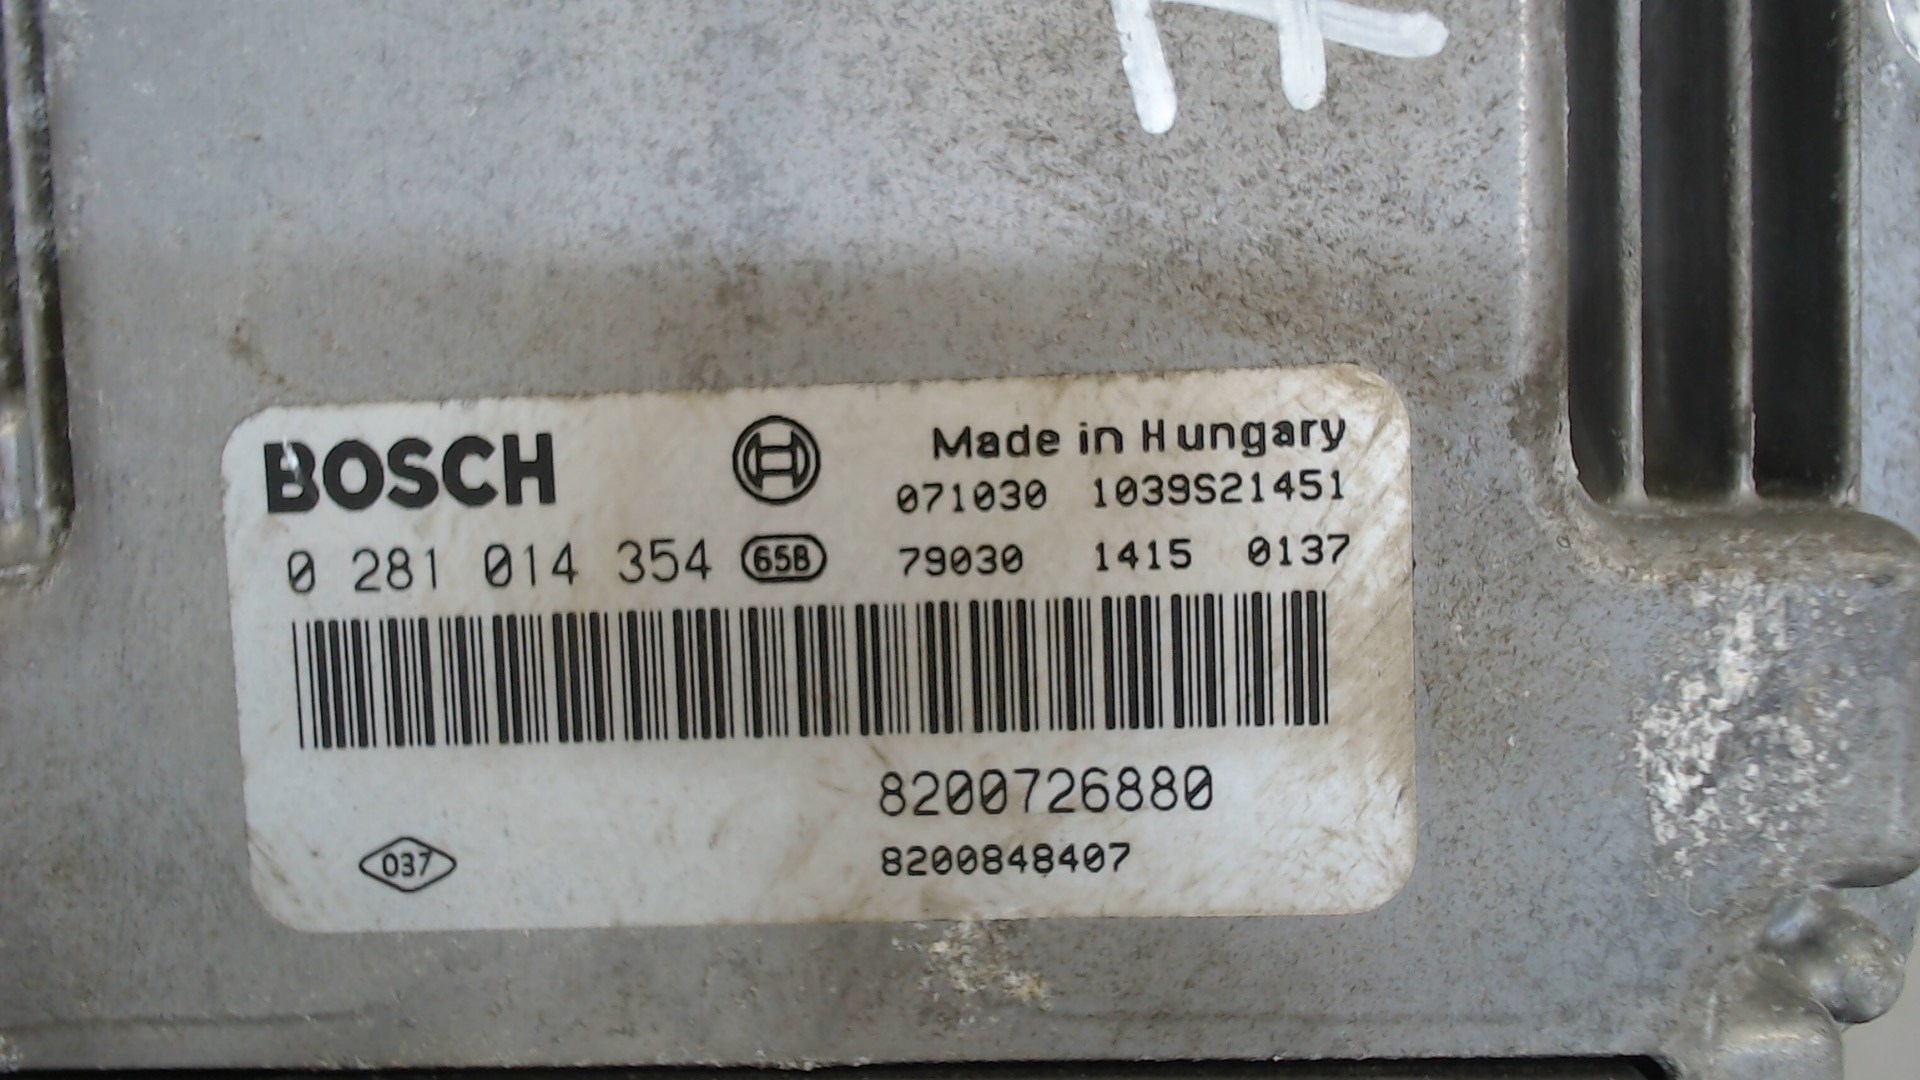 BOSCH
Made in Hungary
071030 1039S21451
0 281 014 354 65B 79030 1415 0137
8200726880
037
8200848407